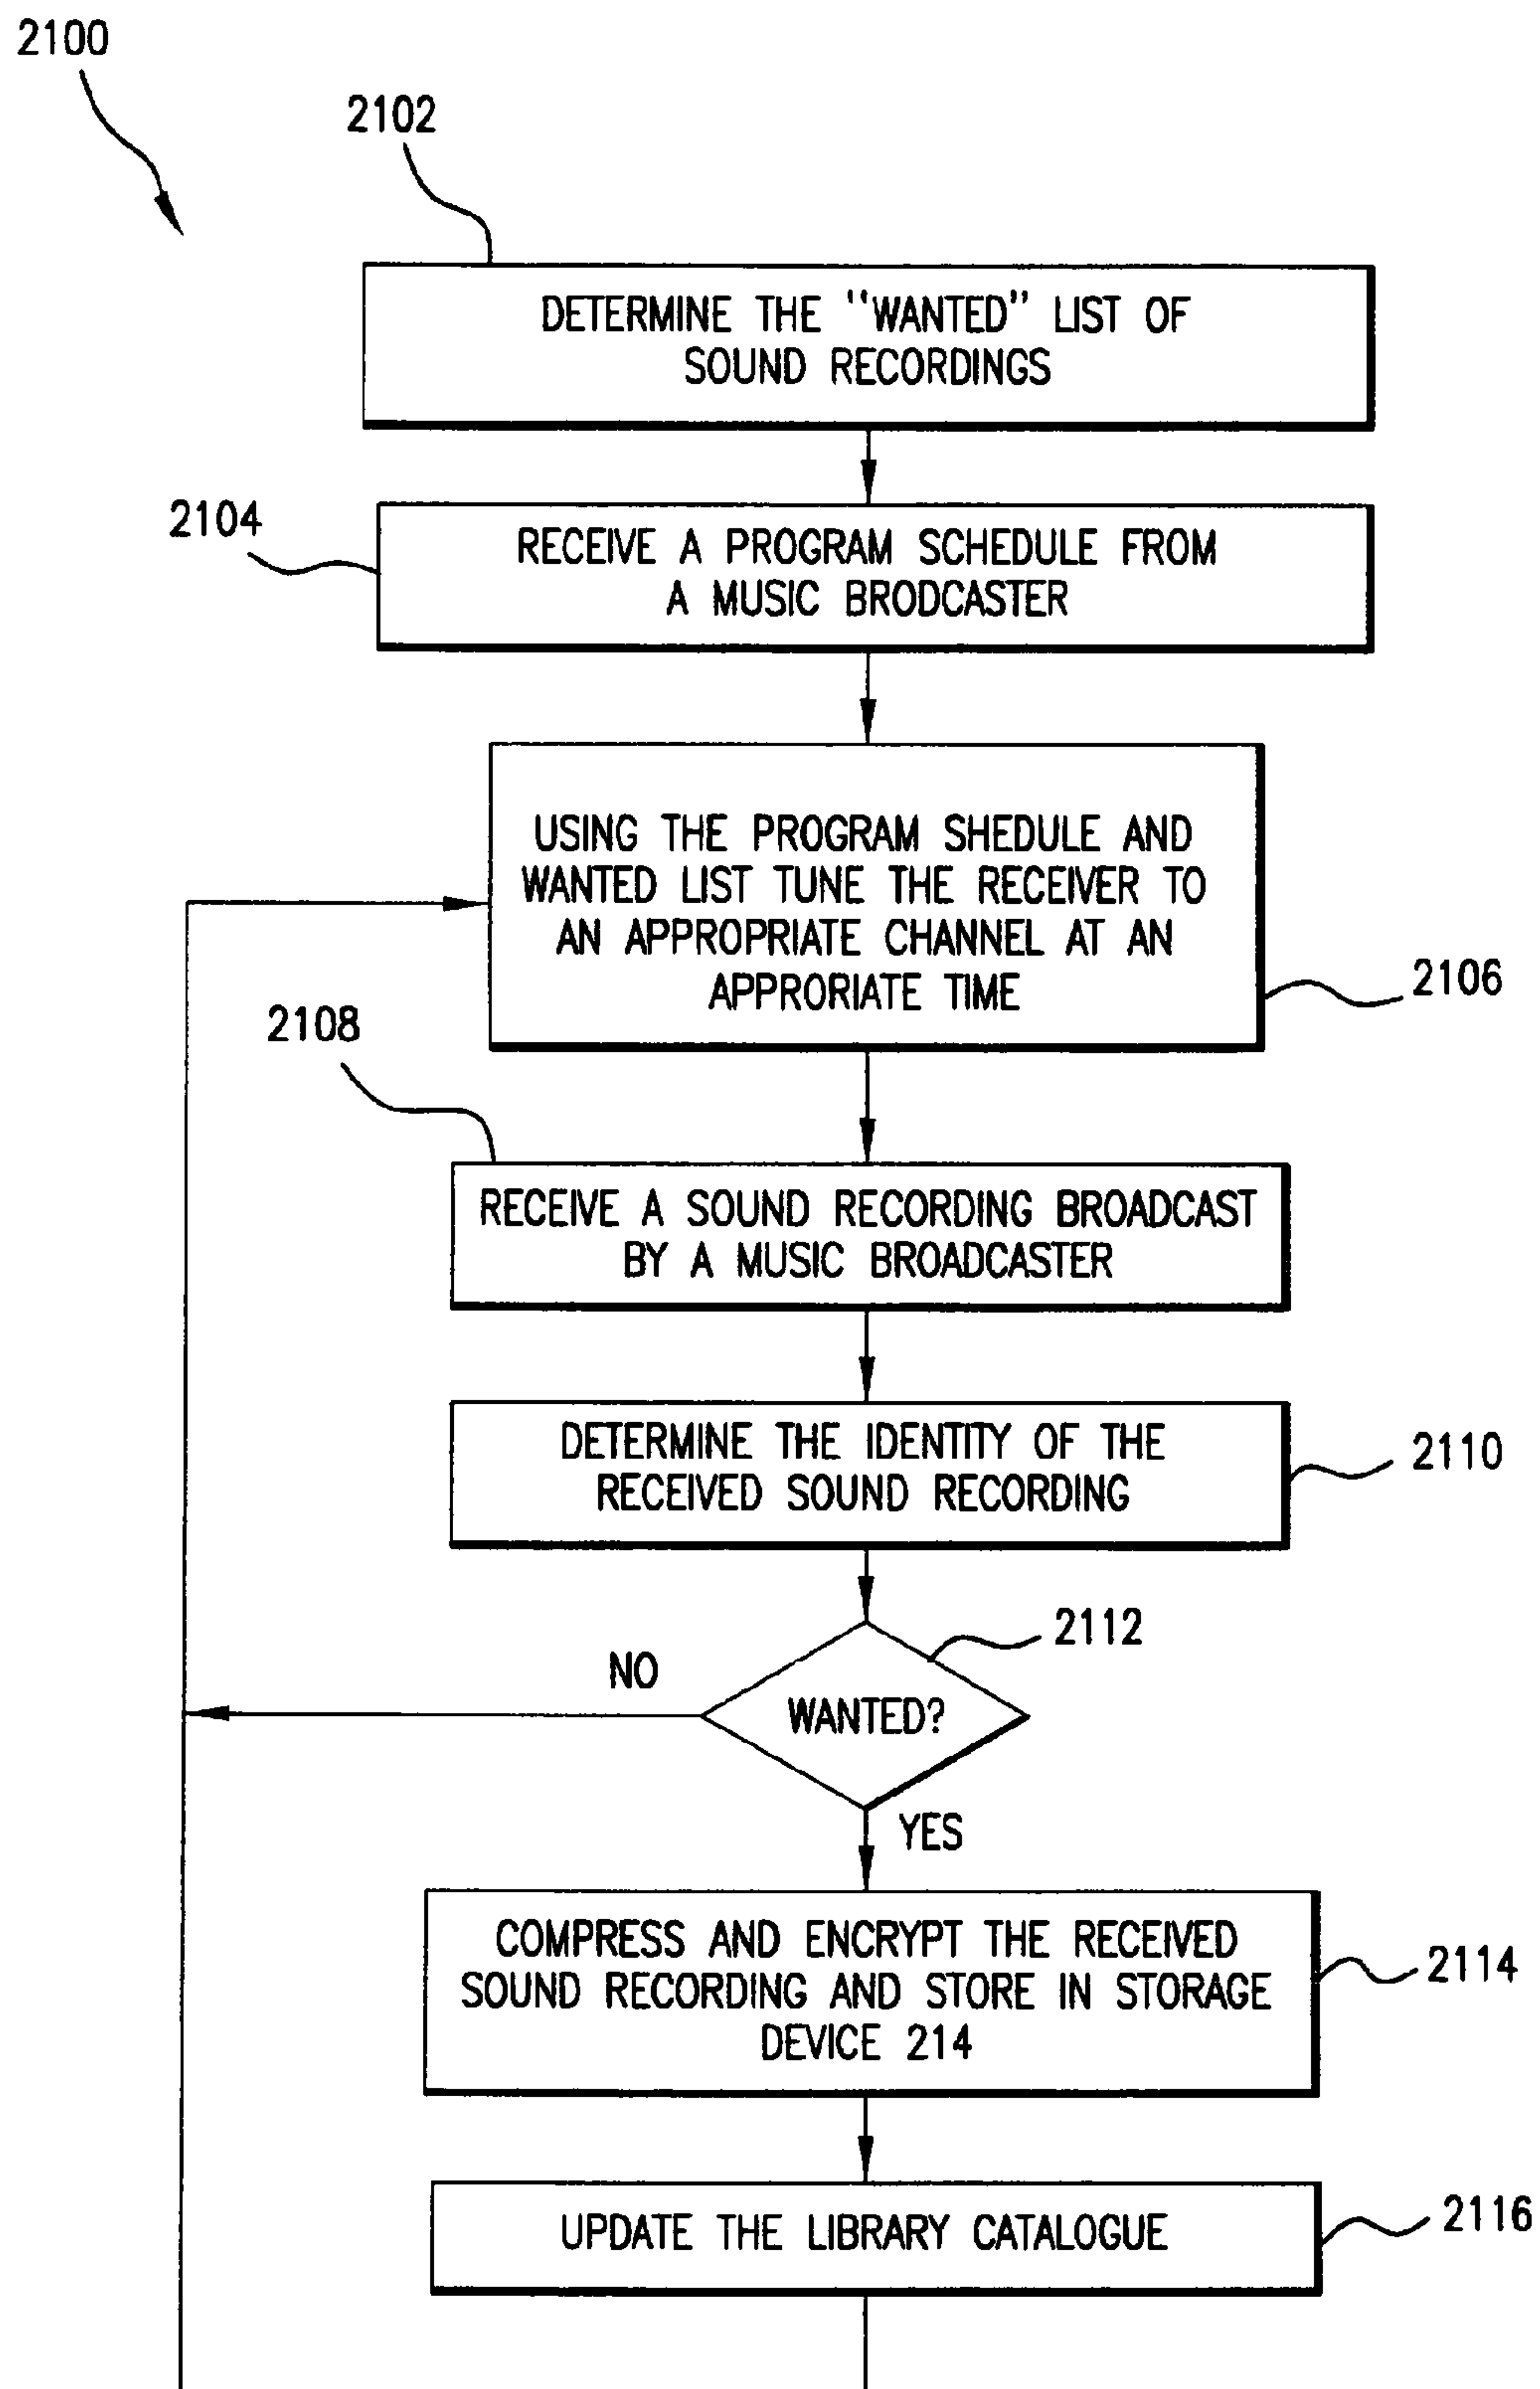 2100
2102
DETERMINE THE "WANTED" LIST OF
SOUND RECORDINGS
2104
RECEIVE A PROGRAM SCHEDULE FROM
A MUSIC BRODCASTER
USING THE PROGRAM SHEDULE AND
WANTED LIST TUNE THE RECEIVER TO
AN APPROPRIATE CHANNEL AT AN
APPRORIATE TIME
2106
2108
RECEIVE A SOUND RECORDING BROADCAST
BY A MUSIC BROADCASTER
DETERMINE THE IDENTITY OF THE
RECEIVED SOUND RECORDING
2110
2112
NO
WANTED?
YES
COMPRESS AND ENCRYPT THE RECEIVED
SOUND RECORDING AND STORE IN STORAGE
DEVICE 214
2114
UPDATE THE LIBRARY CATALOGUE
2116